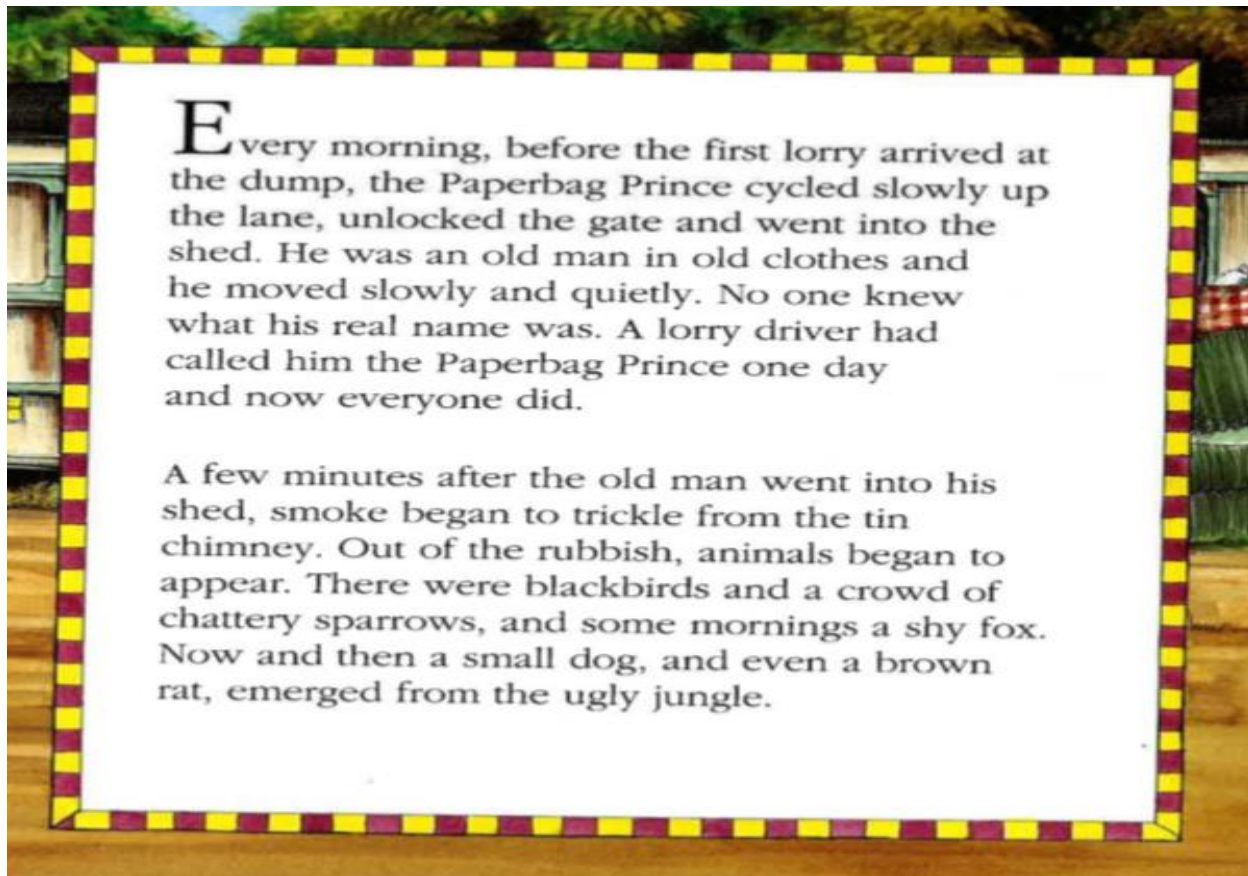 Every morning, before the first lorry arrived at
the dump, the Paperbag Prince cycled slowly up
the lane, unlocked the gate and went into the
shed. He was an old man in old clothes and
he moved slowly and quietly. No one knew
what his real name was. A lorry driver had
called him the Paperbag Prince one day
and now everyone did.
A few minutes after the old man went into his
shed, smoke began to trickle from the tin
chimney. Out of the rubbish, animals began to
appear. There were blackbirds and a crowd of
chattery sparrows, and some mornings a shy fox.
Now and then a small dog, and even a brown
rat, emerged from the ugly jungle.